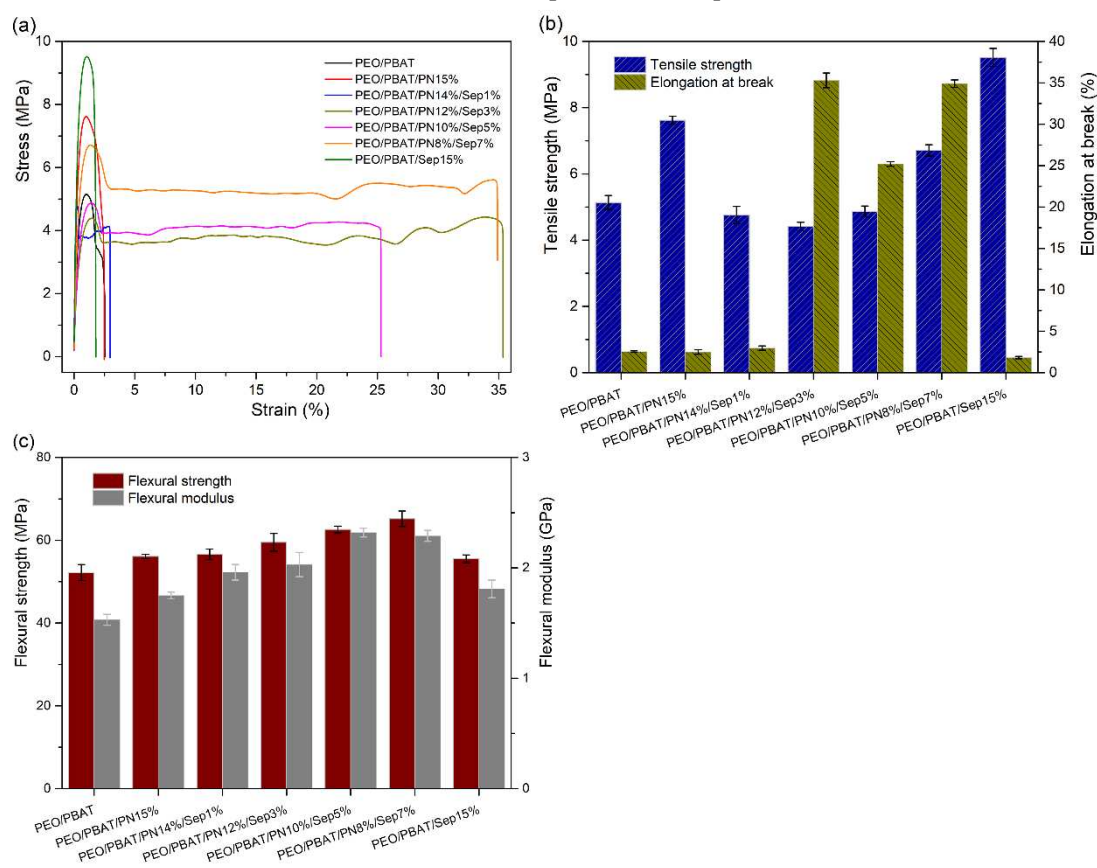 (a)
10
8
6
4
2
0
Stress (MPa)
PEO/PBAT
PEO/PBAT/PN15%
PEO/PBAT/PN14%/Sep1%
PEO/PBAT/PN12%/Sep3%
PEO/PBAT/PN10%/Sep5%
PEO/PBAT/PN8%/Sep7%
PEO/PBAT/Sep15%
0 5 10 15 20 25 30 35
Strain (%)
(b)
10
8
6
4
2
0
Tensile strength (MPa)
Tensile strength
Elongation at break
40
35
30
25
20
15
10
5
0
Elongation at break (%)
PEO/PBAT
PEO/PBAT/PN15%
PEO/PBAT/PN14%/Sep1%
PEO/PBAT/PN12%/Sep3%
PEO/PBAT/PN10%/Sep5%
PEO/PBAT/PN8%/Sep7%
PEO/PBAT/Sep15%
(c)
80
60
40
20
0
Flexural strength (MPa)
Flexural strength
Flexural modulus
3
2
1
0
Flexural modulus (GPa)
PEO/PBAT
PEO/PBAT/PN15%
PEO/PBAT/PN14%/Sep1%
PEO/PBAT/PN12%/Sep3%
PEO/PBAT/PN10%/Sep5%
PEO/PBAT/PN8%/Sep7%
PEO/PBAT/Sep15%